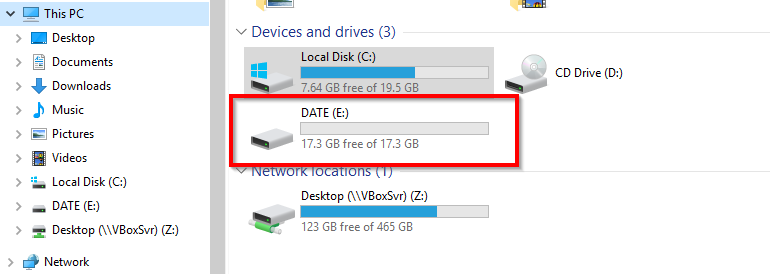 This PC
Desktop
Documents
Downloads
Music
Pictures
Videos
Local Disk (C:)
DATE (E:)
Desktop (\\VBoxSvr) (Z:)
Network
Devices and drives (3)
Local Disk (C:)
7.64 GB free of 19.5 GB
CD Drive (D:)
DATE (E:)
17.3 GB free of 17.3 GB
Network locations (1)
Desktop (\\VBoxSvr) (Z:)
123 GB free of 465 GB